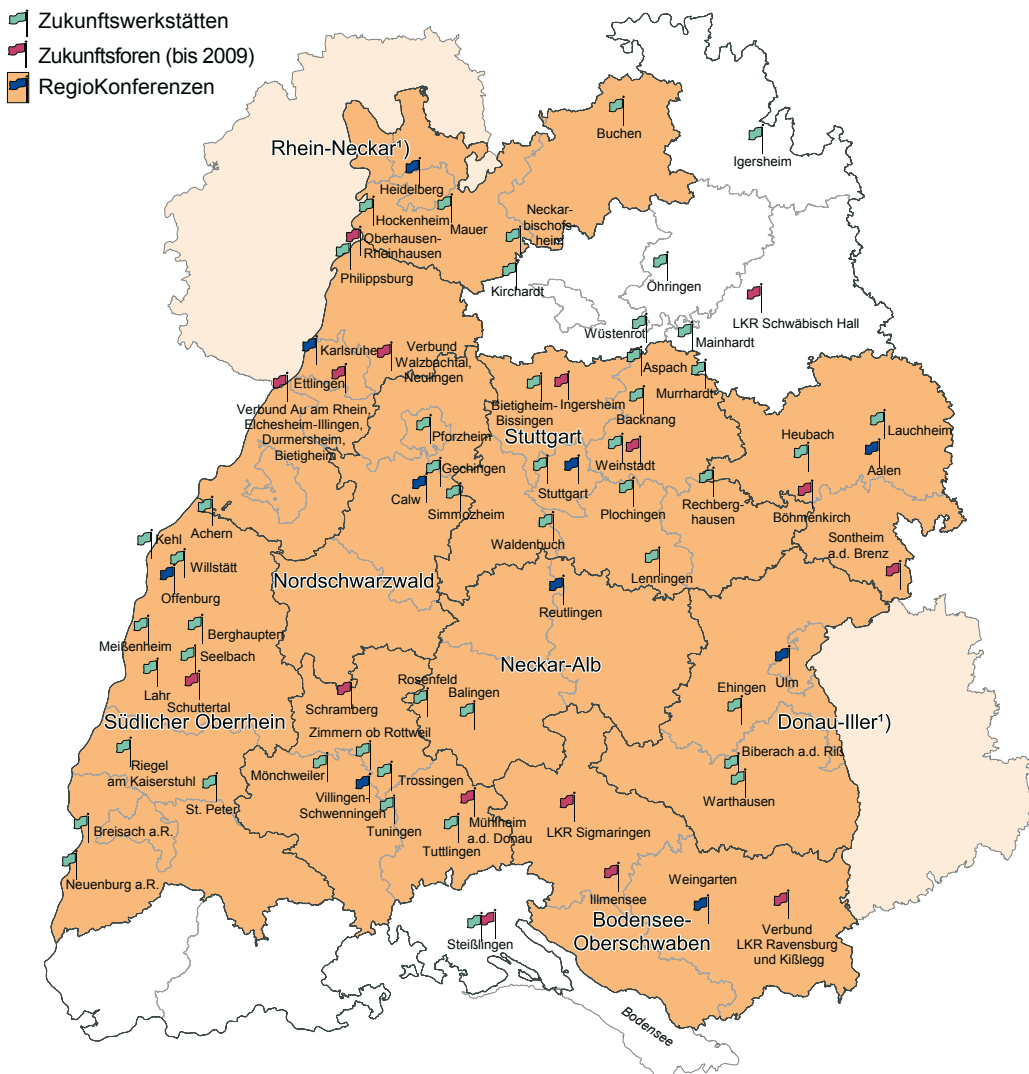 Zukunftswerkstätten
Zukunftsforen (bis 2009)
RegioKonferenzen
Buchen
Igersheim
Rhein-Neckar¹)
Heidelberg
Hockenheim
Mauer
Neckar-
bischofs-
heim
Oberhausen-
Rheinhausen
Philippsburg
Kirchardt
Öhringen
LKR Schwäbisch Hall
Wüstenrot
Mainhardt
Karlsruhe
Verbund
Walzbachtal,
Neulingen
Ettlingen
Aspach
Murrhardt
Verbund Au am Rhein,
Elchesheim-Illingen,
Durmersheim,
Bietigheim
Bietigheim-
Bissingen
Ingersheim
Backnang
Pforzheim
Stuttgart
Heubach
Lauchheim
Gechingen
Weinstadt
Aalen
Calw
Simmozheim
Stuttgart
Plochingen
Rechberg-
hausen
Böhmenkirch
Achern
Kehl
Waldenbuch
Sontheim
a.d. Brenz
Willstätt
Offenburg
Nordschwarzwald
Lenningen
Reutlingen
Meißenheim
Berghaupten
Seelbach
Lahr
Schuttertal
Neckar-Alb
Ulm
Rosenfeld
Balingen
Ehingen
Schramberg
Südlicher Oberrhein
Donau-Iller¹)
Zimmern ob Rottweil
Biberach a.d. Riß
Riegel
am Kaiserstuhl
Mönchweiler
Trossingen
Warthausen
St. Peter
Villingen-
Schwenningen
Tuningen
Mühlheim
a.d. Donau
LKR Sigmaringen
Breisach a.R.
Tuttlingen
Neuenburg a.R.
Illmensee
Weingarten
Bodensee-
Oberschwaben
Verbund
LKR Ravensburg
und Kißlegg
Steißlingen
Bodensee